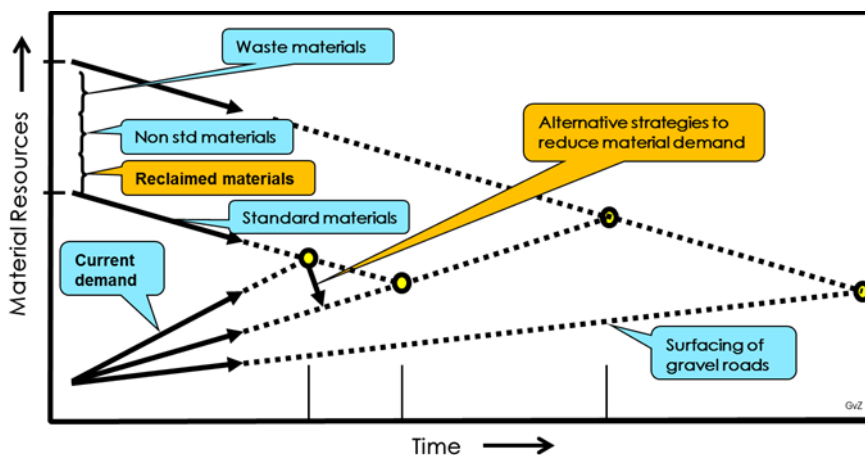 Waste materials
Non std materials
Reclaimed materials
Standard materials
Alternative strategies to
reduce material demand
Current
demand
Surfacing of
gravel roads
Material Resources
Time
GvZ